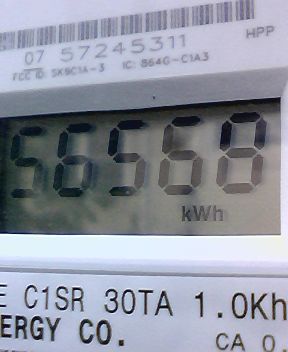 HPP
07 57245311
FCC ID: SK9C1A-3 IC: 864G-C1A3
56568
kWh
E C1SR 30TA 1.0Kh
ERGY CO.
CA 0.